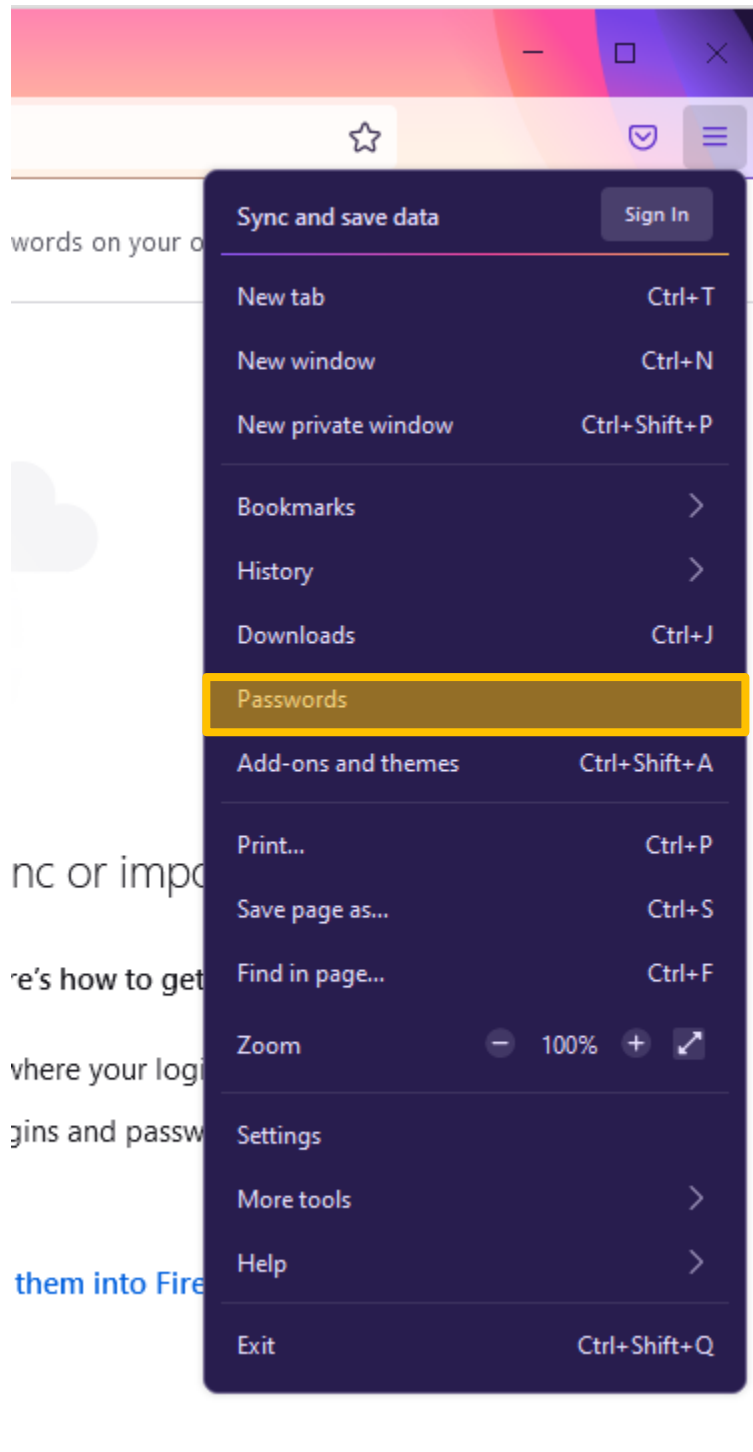 words on your o
Sync and save data Sign In
New tab Ctrl+T
New window Ctrl+N
New private window Ctrl+Shift+P
Bookmarks
History
Downloads Ctrl+J
Passwords
Add-ons and themes Ctrl+Shift+A
Print... Ctrl+P
nc or impo
Save page as... Ctrl+S
re's how to get
Find in page... Ctrl+F
Zoom − 100% +
where your logi
gins and passw
Settings
More tools
Help
them into Fire
Exit Ctrl+Shift+Q